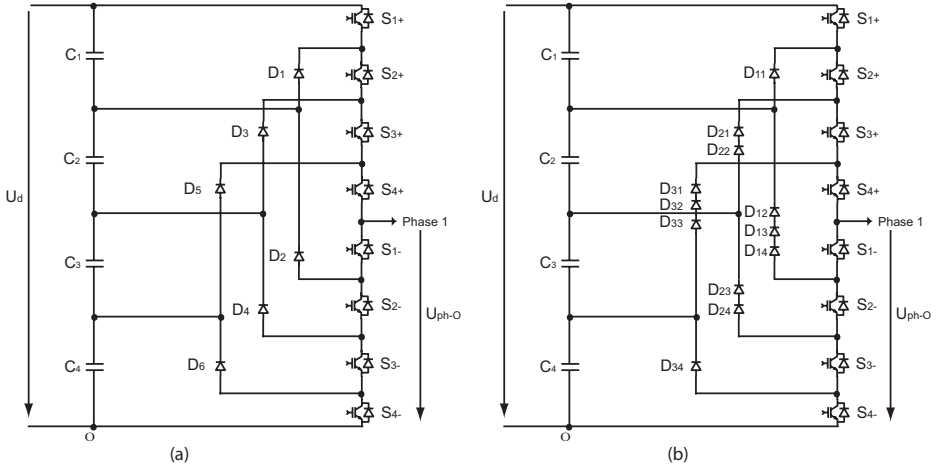 S1+
C1
D1
S2+
D3
S3+
C2
D5
S4+
Ud
Phase 1
S1-
C3
D2
D4
S2-
Uph-O
C4
D6
S3-
S4-
O
(a)
S1+
C1
D11
S2+
D21
S3+
D22
C2
D31
S4+
D32
Ud
D33
D12
Phase 1
D13
S1-
D14
C3
D23
S2-
D24
Uph-O
C4
D34
S3-
S4-
O
(b)